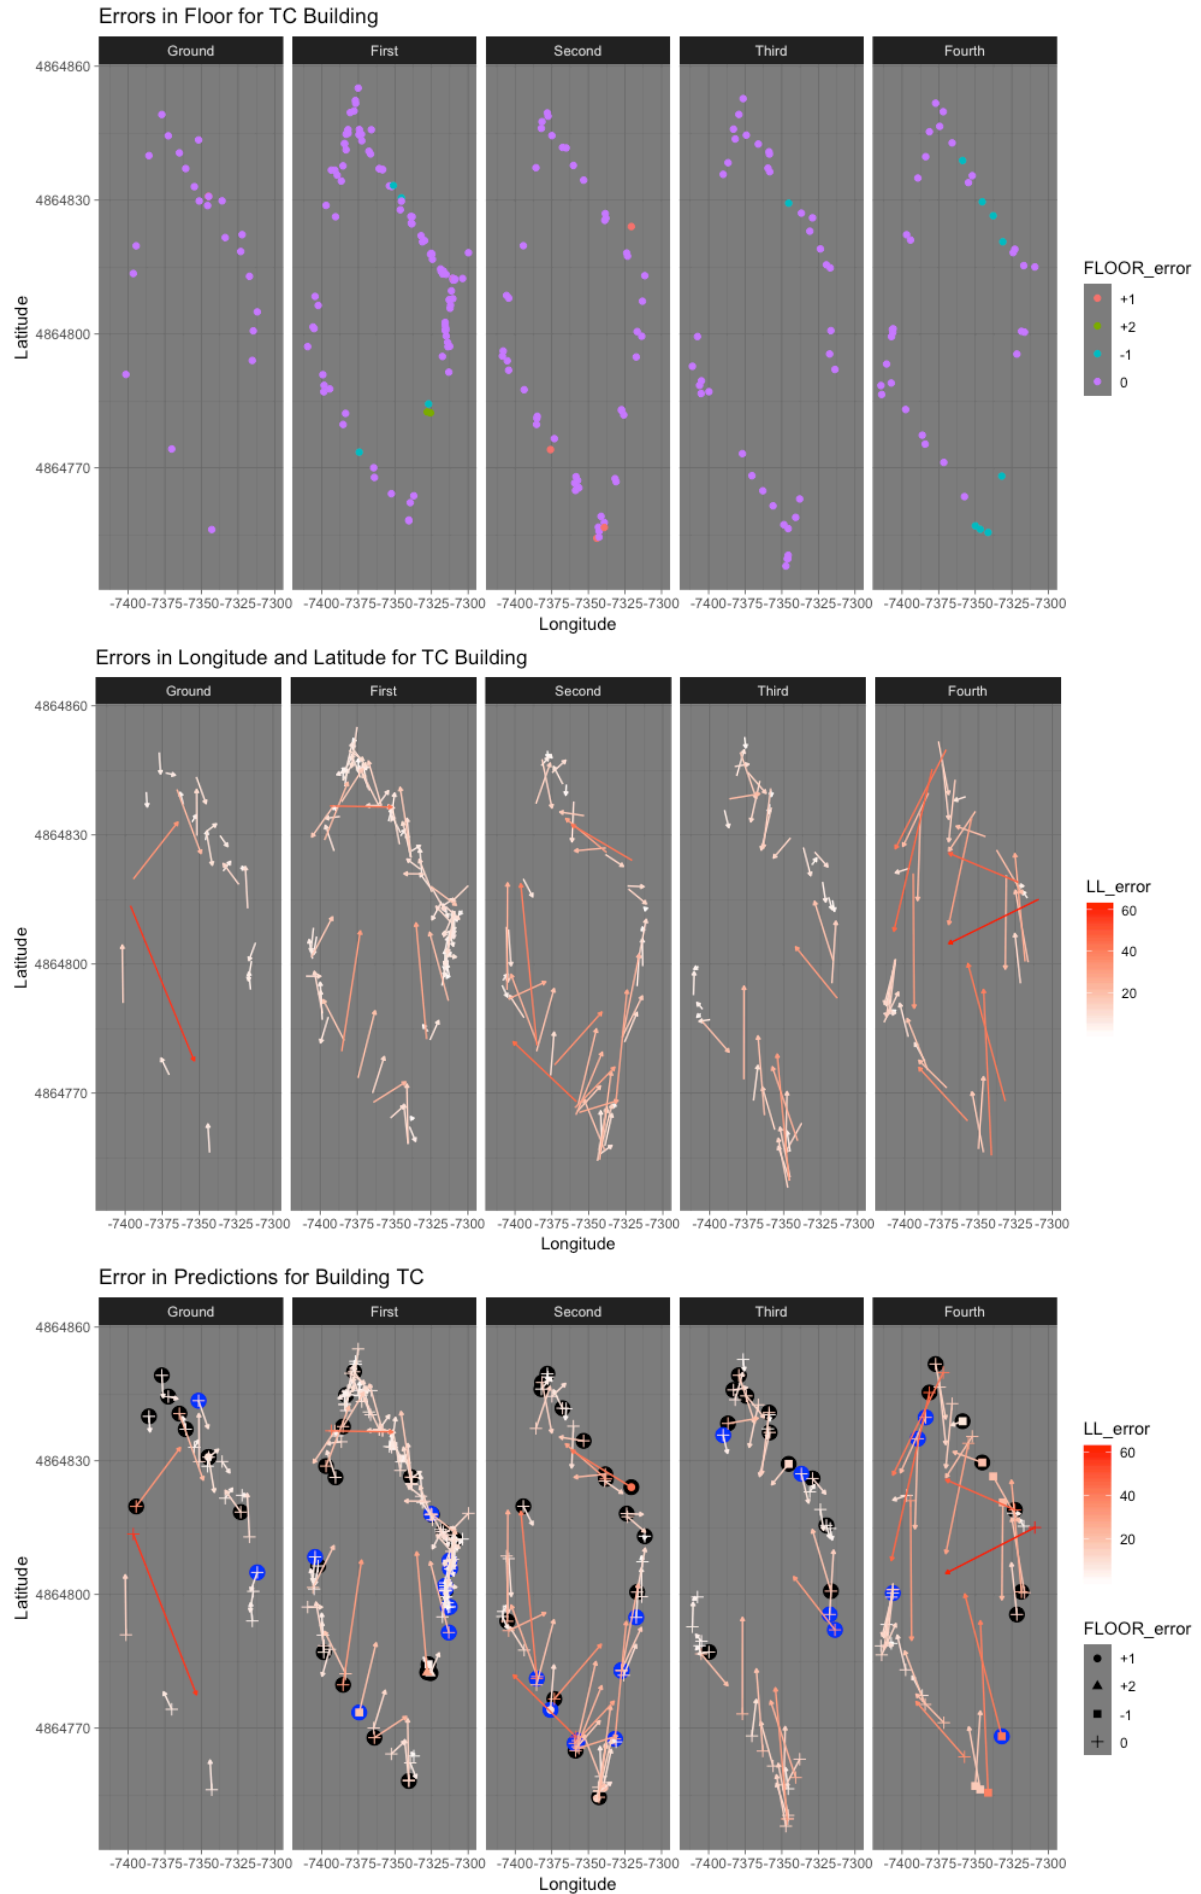 Errors in Floor for TC Building
Ground First Second Third Fourth
4864860
4864830
4864800
4864770
Latitude
-7400 -7375 -7350 -7325 -7300 -7400 -7375 -7350 -7325 -7300 -7400 -7375 -7350 -7325 -7300 -7400 -7375 -7350 -7325 -7300 -7400 -7375 -7350 -7325 -7300
Longitude
FLOOR_error
+1
+2
-1
0
Errors in Longitude and Latitude for TC Building
Ground First Second Third Fourth
4864860
4864830
4864800
4864770
Latitude
-7400 -7375 -7350 -7325 -7300 -7400 -7375 -7350 -7325 -7300 -7400 -7375 -7350 -7325 -7300 -7400 -7375 -7350 -7325 -7300 -7400 -7375 -7350 -7325 -7300
Longitude
LL_error
60
40
20
Error in Predictions for Building TC
Ground First Second Third Fourth
4864860
4864830
4864800
4864770
Latitude
-7400 -7375 -7350 -7325 -7300 -7400 -7375 -7350 -7325 -7300 -7400 -7375 -7350 -7325 -7300 -7400 -7375 -7350 -7325 -7300 -7400 -7375 -7350 -7325 -7300
Longitude
LL_error
60
40
20
FLOOR_error
+1
+2
-1
0